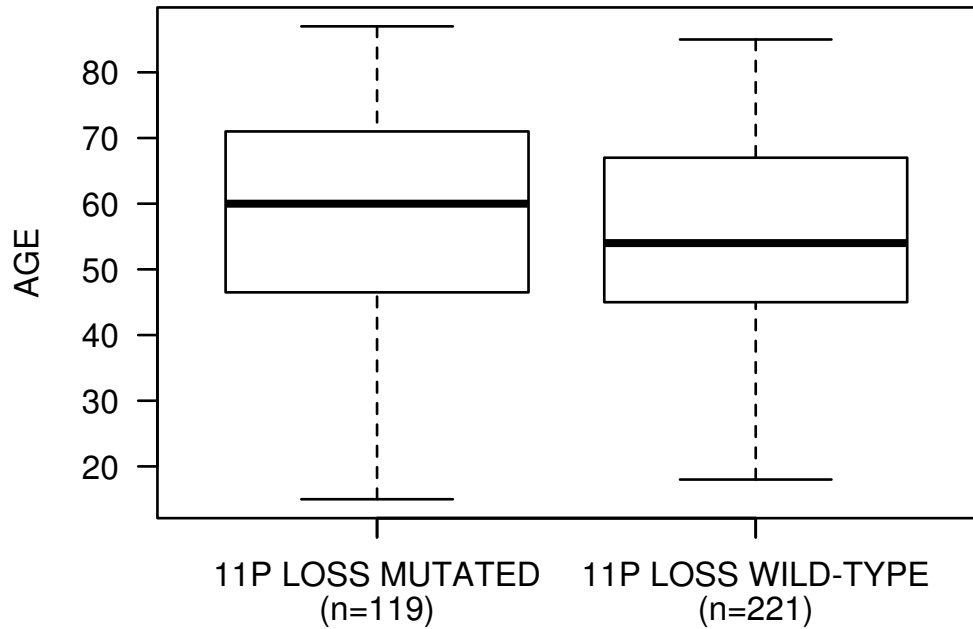 AGE
80
70
60
50
40
30
20
11P LOSS MUTATED
(n=119)
11P LOSS WILD-TYPE
(n=221)